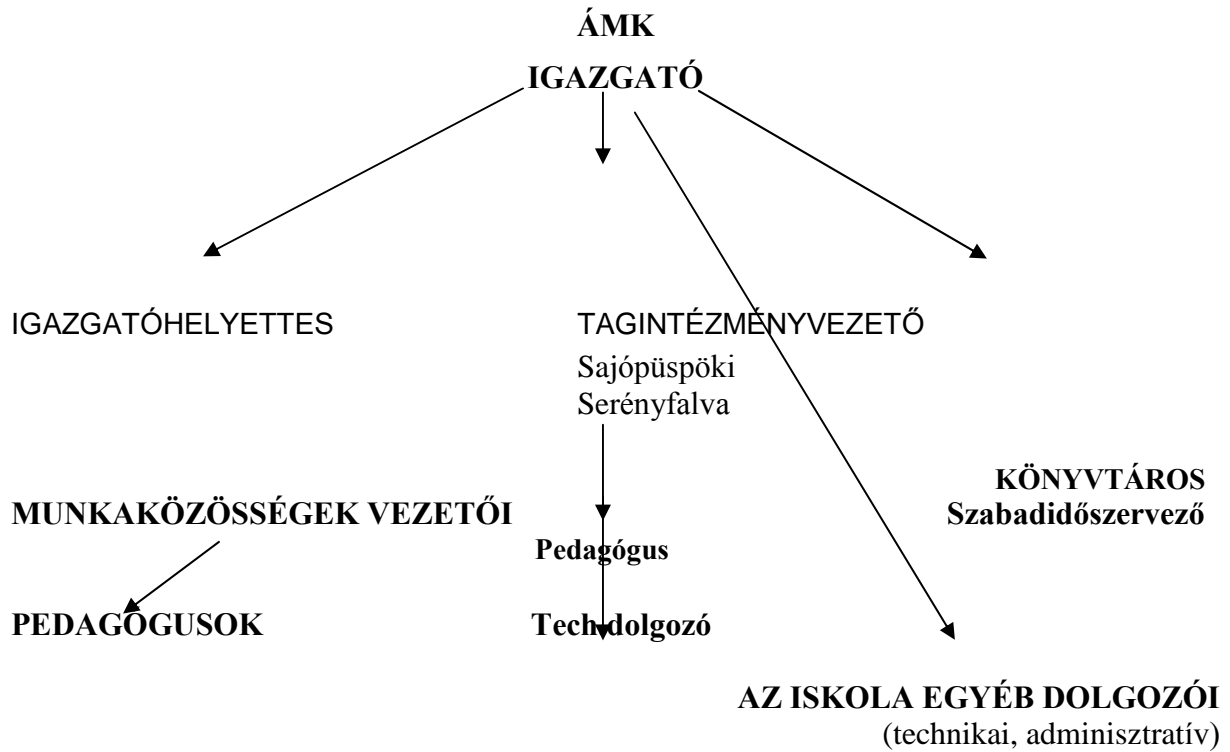 ÁMK
IGAZGATÓ
IGAZGATÓHELYETTES
TAGINTÉZMÉNYVEZETŐ
Sajópüspöki
Serényfalva
KÖNYVTÁROS
MUNKAKÖZÖSSÉGEK VEZETŐI
Szabadidőszervező
Pedagógus
PEDAGÓGUSOK
Tech dolgozó
AZ ISKOLA EGYÉB DOLGOZÓI
(technikai, adminisztratív)